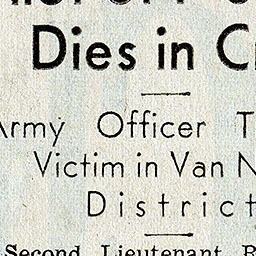 Dies in C
Army Officer T
Victim in Van N
District
Second Lieutenant R